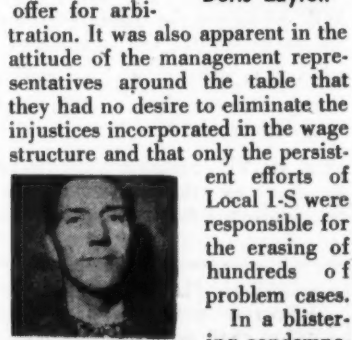 offer for arbi-
tration. It was also apparent in the
attitude of the management repre-
sentatives around the table that
they had no desire to eliminate the
injustices incorporated in the wage
structure and that only the persist-
ent efforts of
Local 1-S were
responsible for
the erasing of
hundreds of
problem cases.
In a blister-